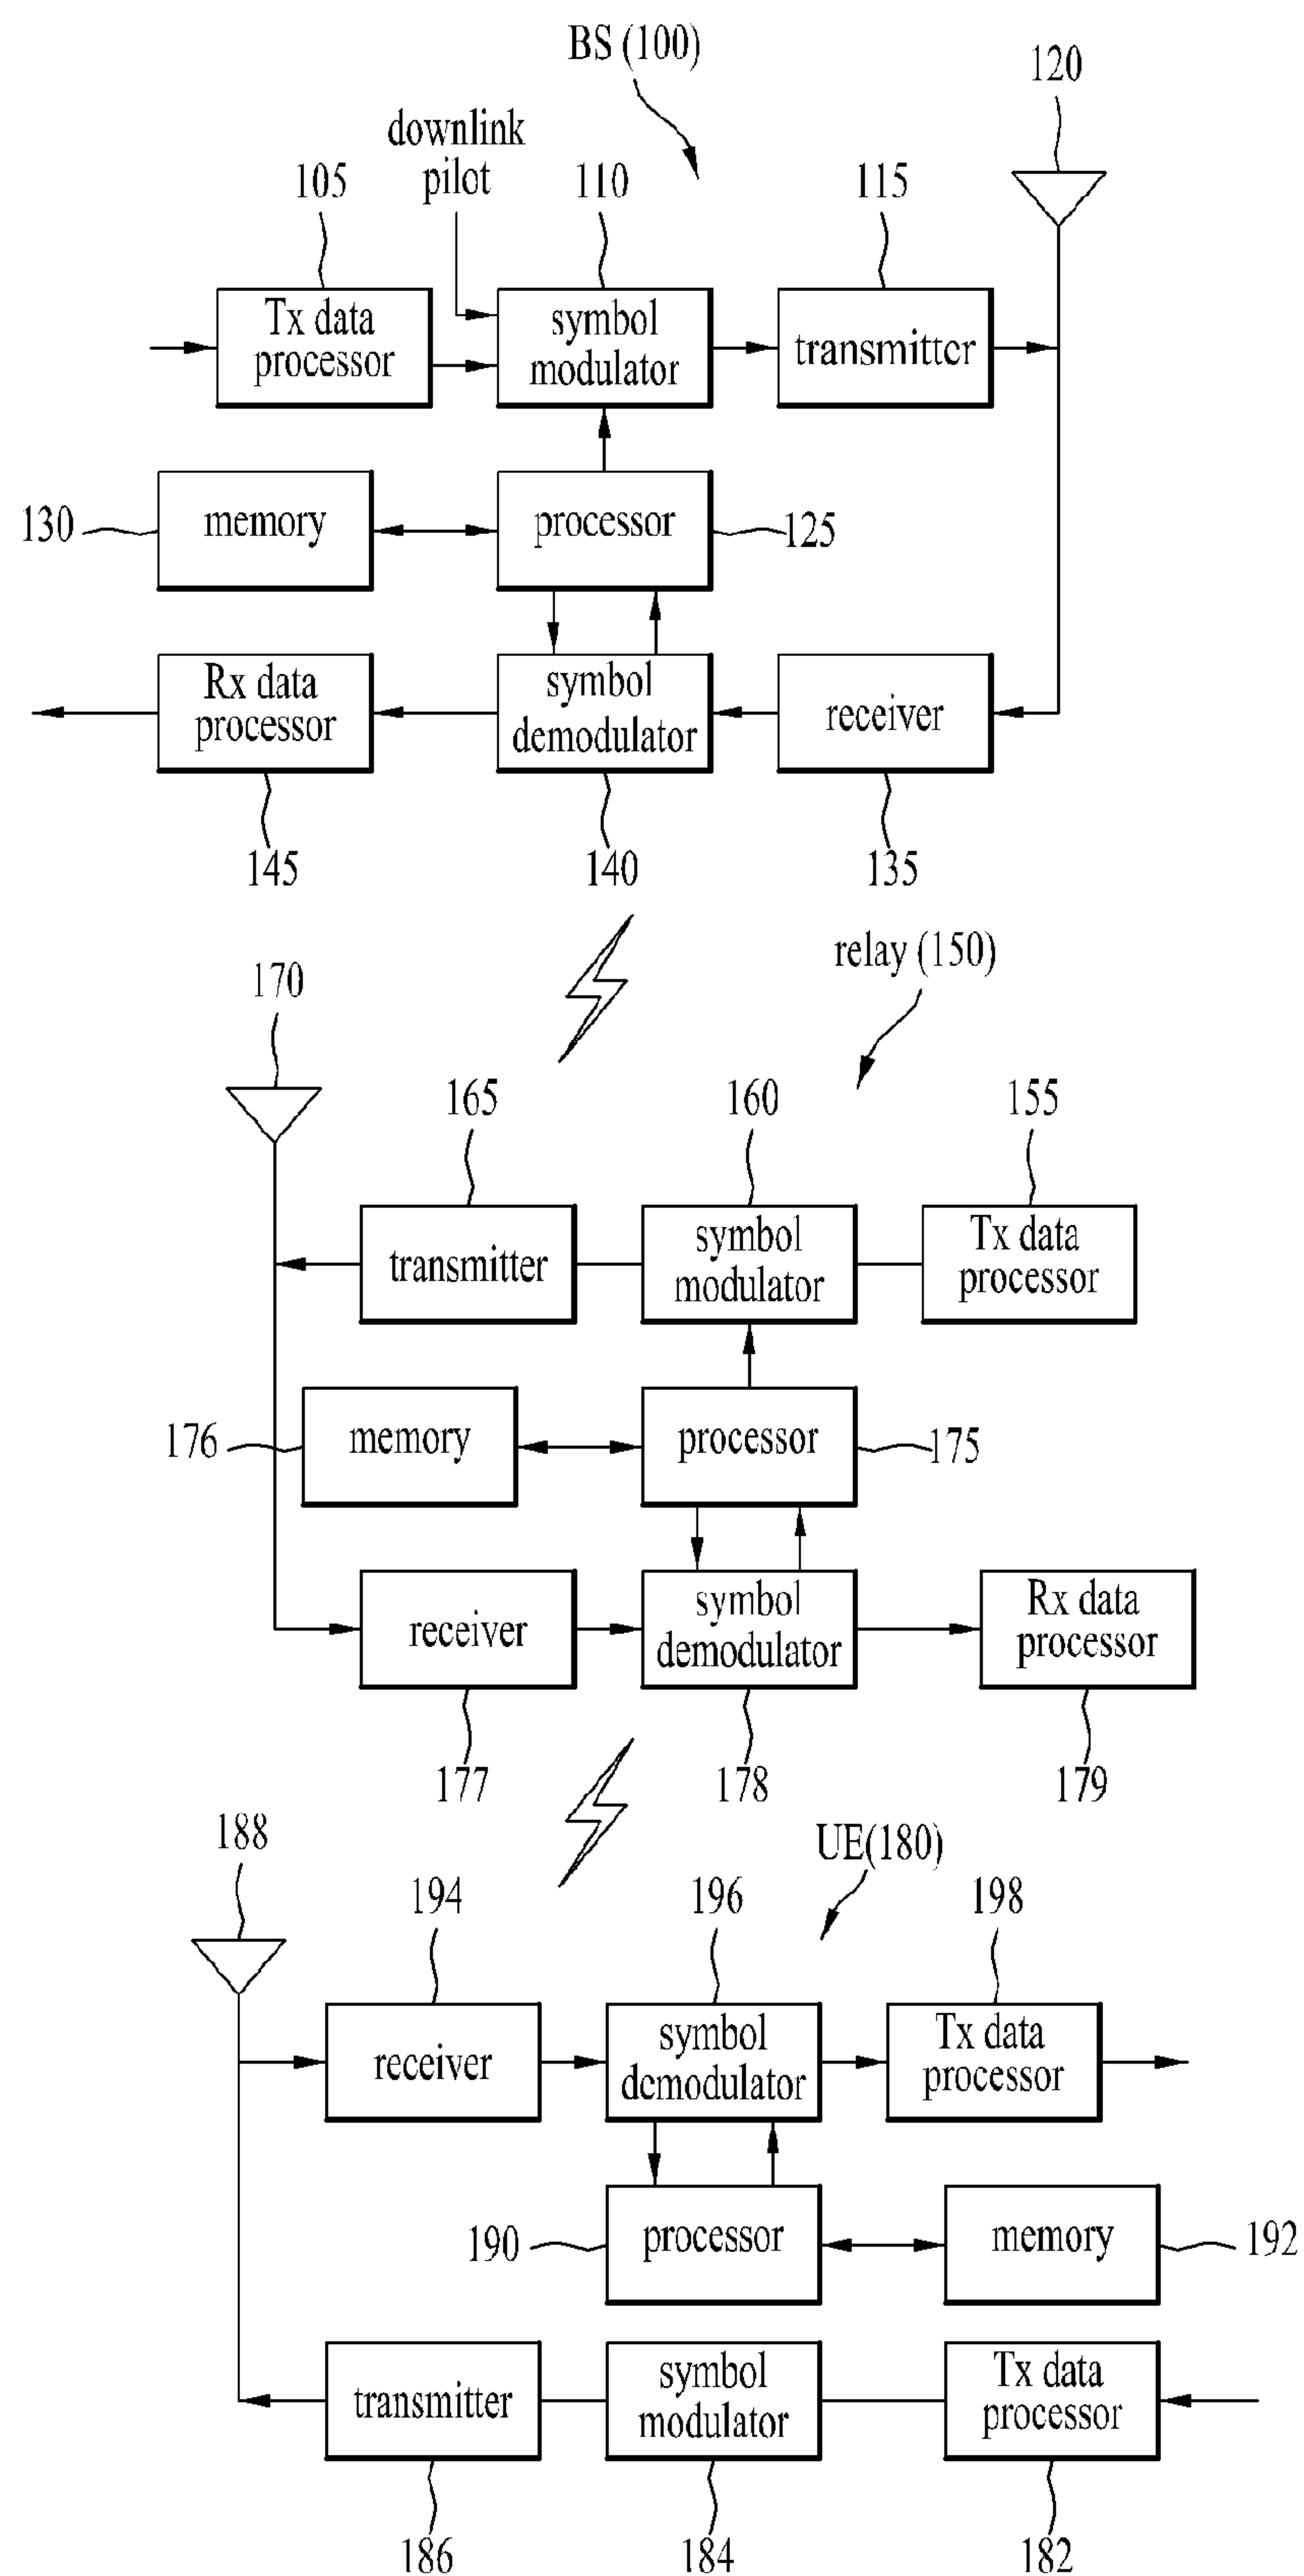 BS (100)
120
downlink
pilot
105
110
115
Tx data
processor
symbol
modulator
transmitter
130
memory
processor
125
Rx data
processor
symbol
demodulator
receiver
145
140
135
relay (150)
170
165
160
155
transmitter
symbol
modulator
Tx data
processor
176
memory
processor
175
receiver
symbol
demodulator
Rx data
processor
177
178
179
188
UE(180)
194
196
198
receiver
symbol
demodulator
Tx data
processor
190
processor
memory
192
transmitter
symbol
modulator
Tx data
processor
186
184
182